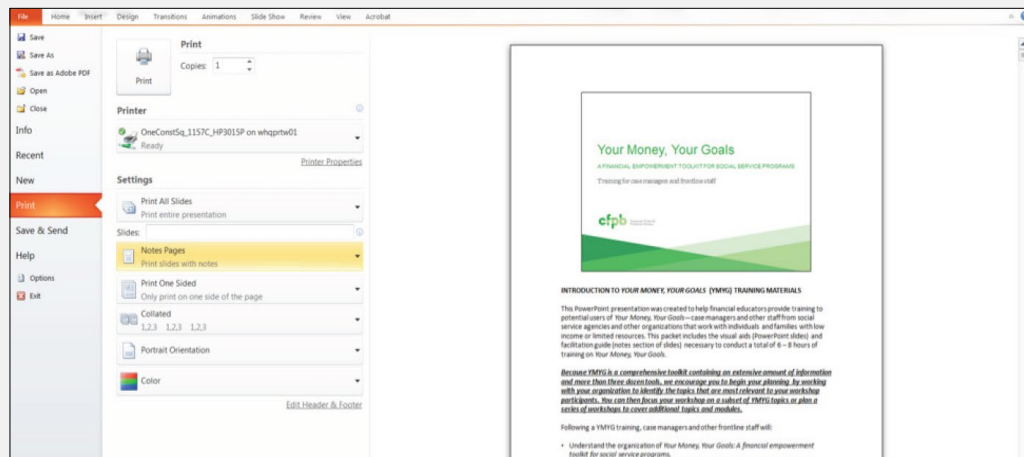 File Home Insert Design Transitions Animations Slide Show Review View Acrobat
Save
Save As
Save as Adobe PDF
Open
Close
Info
Recent
New
Print
Save & Send
Help
Options
Exit
Print
Copies: 1
Print
Printer
OneConstSq_1157C_HP3015P on whqprtw01
Ready
Printer Properties
Settings
Print All Slides
Print entire presentation
Slides:
Notes Pages
Print slides with notes
Print One Sided
Only print on one side of the page
Collated
1,2,3 1,2,3 1,2,3
Portrait Orientation
Color
Edit Header & Footer
Your Money, Your Goals
A FINANCIAL EMPOWERMENT TOOLKIT FOR SOCIAL SERVICE PROGRAMS
Training for case managers and frontline staff
cfpb
INTRODUCTION TO YOUR MONEY, YOUR GOALS (YMYG) TRAINING MATERIALS
This PowerPoint presentation was created to help financial educators provide training to
potential users of Your Money, Your Goals—case managers and other staff from social
service agencies and other organizations that work with individuals and families with low
income or limited resources. This packet includes the visual aids (PowerPoint slides) and
facilitation guide (notes section of slides) necessary to conduct a total of 6 – 8 hours of
training on Your Money, Your Goals.
Because YMYG is a comprehensive toolkit containing an extensive amount of information
and more than three dozen tools, we encourage you to begin your planning by working
with your organization to identify the topics that are most relevant to your workshop
participants. You can then focus your workshop on a subset of YMYG topics or plan a
series of workshops to cover additional topics and modules.
Following a YMYG training, case managers and other frontline staff will:
• Understand the organization of Your Money, Your Goals: A financial empowerment
toolkit for social service programs.